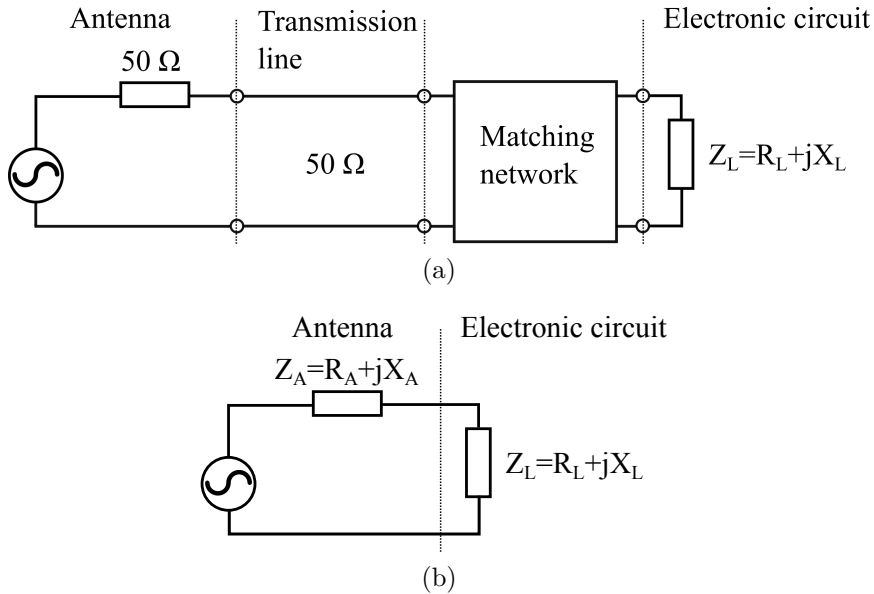 Antenna
Transmission
line
Electronic circuit
50 Ω
50 Ω
Matching
network
Z_L=R_L+jX_L
(a)
Antenna
Electronic circuit
Z_A=R_A+jX_A
Z_L=R_L+jX_L
(b)